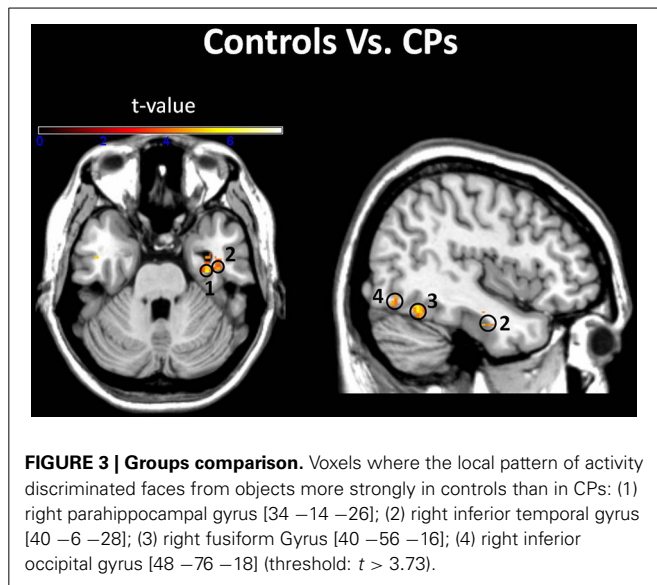 Controls Vs. CPs
t-value
0 2 4 6
1 2
4 3 2
FIGURE 3 | Groups comparison. Voxels where the local pattern of activity
discriminated faces from objects more strongly in controls than in CPs: (1)
right parahippocampal gyrus [34 −14 −26]; (2) right inferior temporal gyrus
[40 −6 −28]; (3) right fusiform Gyrus [40 −56 −16]; (4) right inferior
occipital gyrus [48 −76 −18] (threshold: t > 3.73).